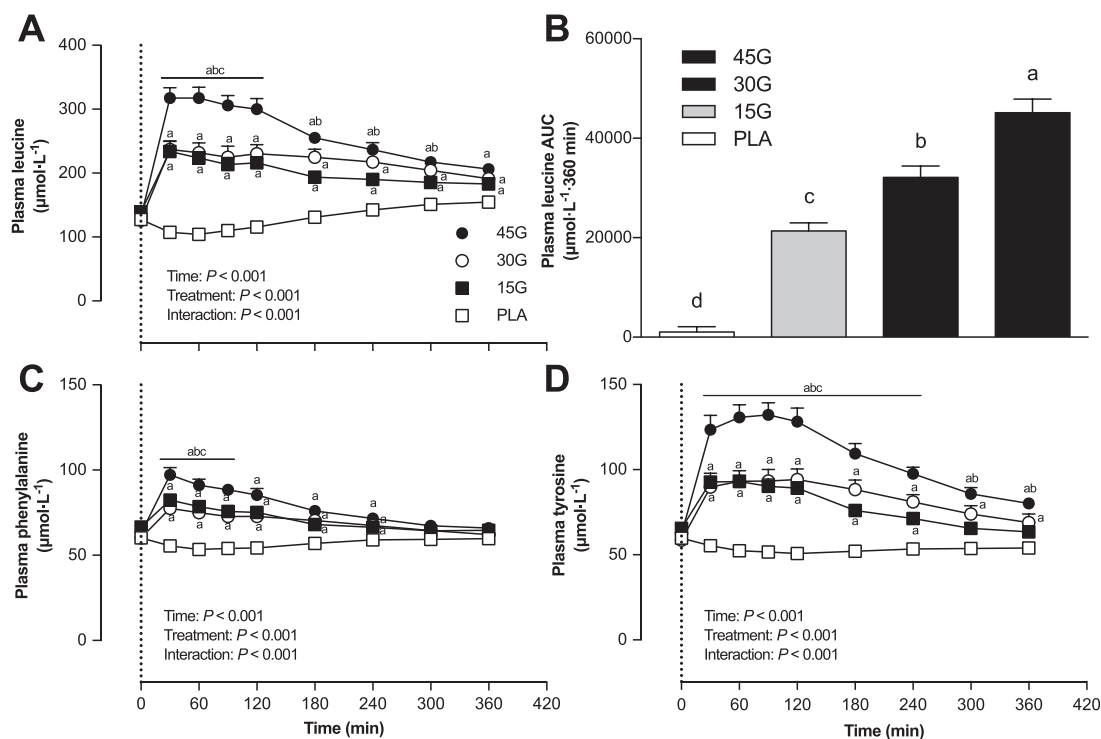 A
400
300
200
100
0
Plasma leucine
(µmol·L⁻¹)
abc
a a a a
ab ab ab a
a a a a a a a a
45G
30G
15G
PLA
Time: P < 0.001
Treatment: P < 0.001
Interaction: P < 0.001
B
60000
40000
20000
0
Plasma leucine AUC
(µmol·L⁻¹·360 min)
45G
30G
15G
PLA
d
c
b
a
C
150
100
50
0
Plasma phenylalanine
(µmol·L⁻¹)
abc
a a a a a a
a a a a a a
Time: P < 0.001
Treatment: P < 0.001
Interaction: P < 0.001
0 60 120 180 240 300 360 420
Time (min)
D
150
100
50
0
Plasma tyrosine
(µmol·L⁻¹)
abc
ab ab
a a a a a a a a
a a a a a
Time: P < 0.001
Treatment: P < 0.001
Interaction: P < 0.001
0 60 120 180 240 300 360 420
Time (min)